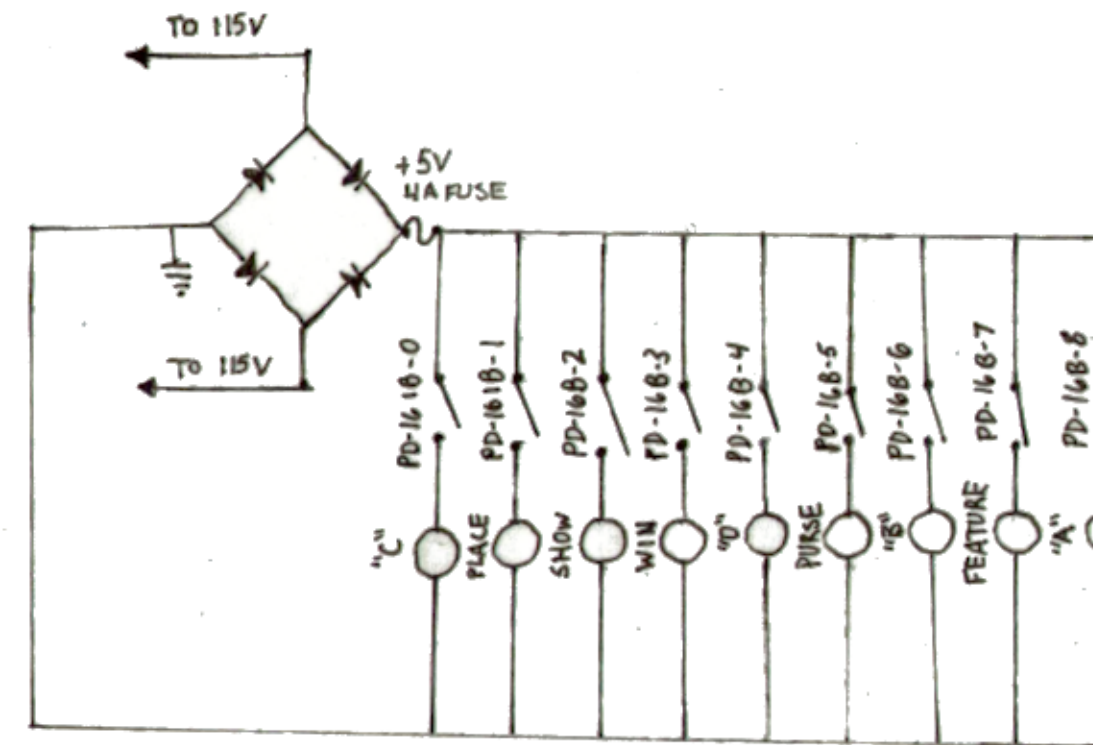 TO 115V
+5V
4A FUSE
TO 115V
PD-161B-0
PD-161B-1
PD-16B-2
PD-16B-3
PD-16B-4
PD-16B-5
PD-16B-6
PD-16B-7
PD-16B-8
"C"
PLACE
SHOW
WIN
"D"
PURSE
"B"
FEATURE
"A"